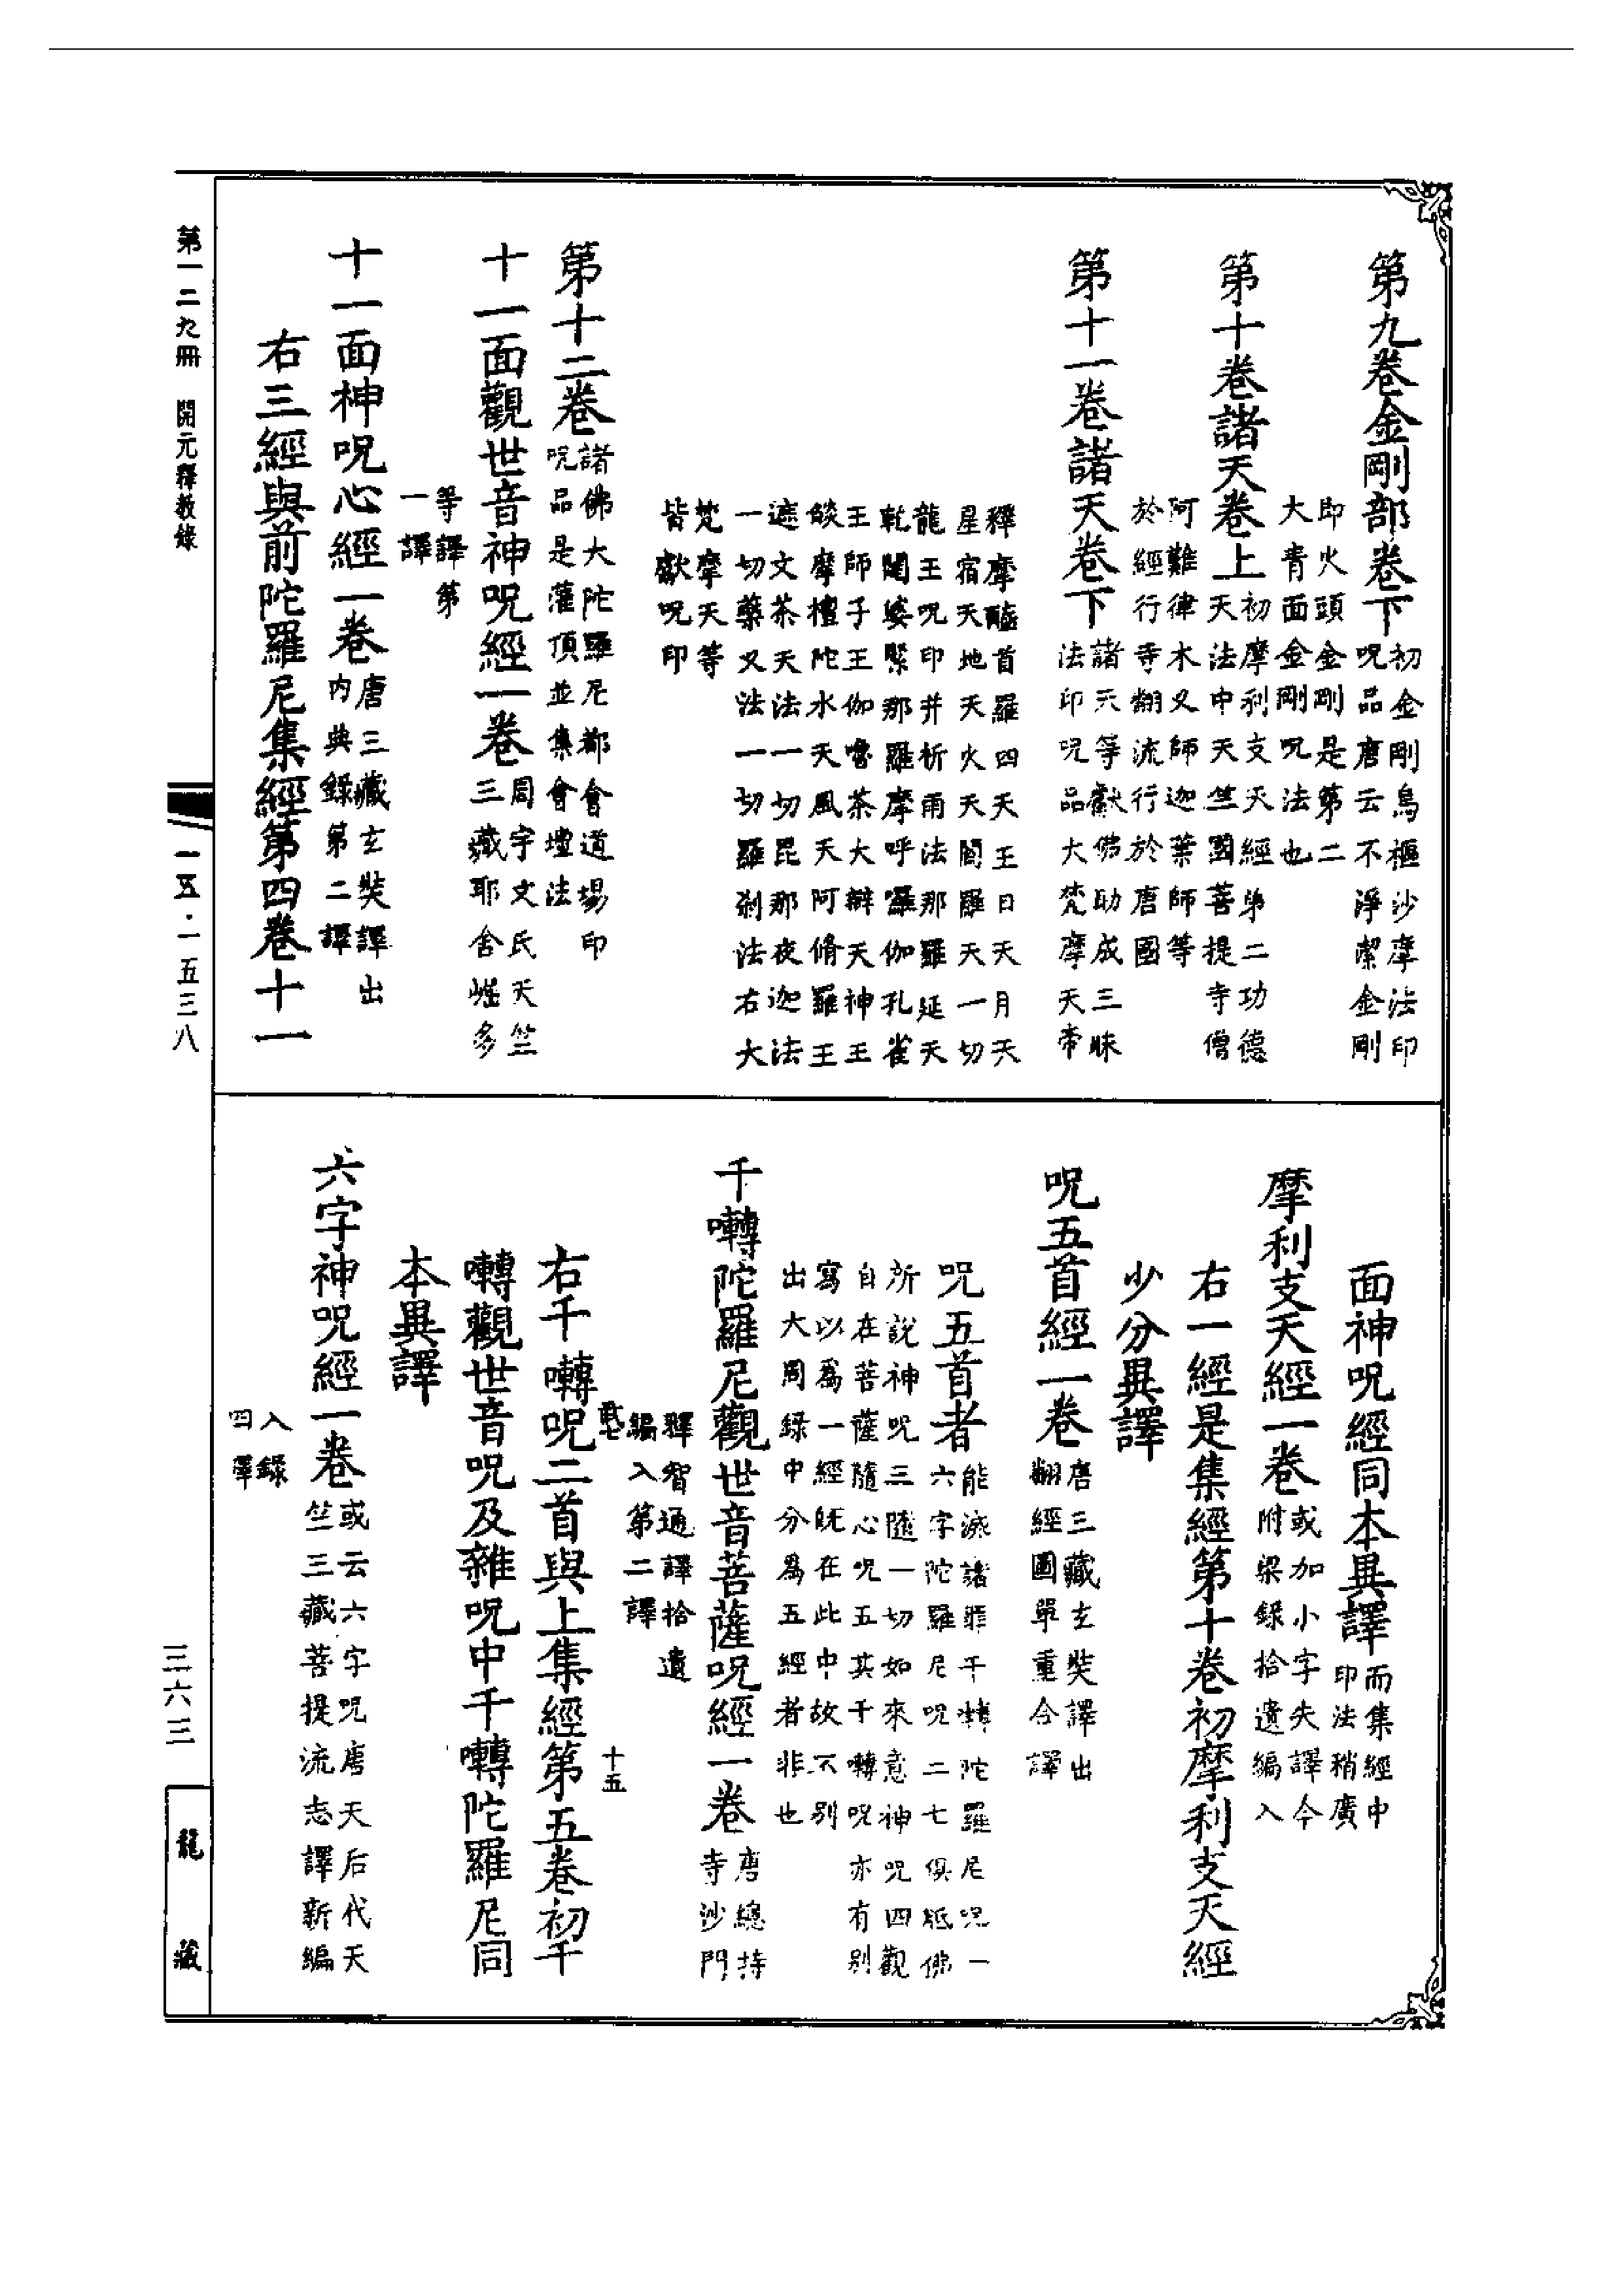 第九卷金剛部卷下初金剛烏樞沙摩法印
呪品唐云不淨潔金剛
即火頭金剛是第二
大青面金剛呪法也
第十卷諸天卷上初摩利支天經第二功德
天法中天竺國菩提寺僧
阿難律木叉師迦葉師等
於經行寺翻流行於唐國
第十一卷諸天卷下諸天等獻佛助成三昧
法印呪品大梵摩天帝
釋摩醯首羅四天王日天月天
星宿天地天火天閻羅天一切
龍王呪印并祈雨法那羅延天
乾闥婆緊那羅摩呼囉伽孔雀
王師子王伽嚕茶大辯天神王
燄摩檀陀水天風天阿脩羅王
遮文茶天法一切毘那夜迦法
一切藥叉法一切羅剎法右大
梵摩天等
皆獻呪印
第十二卷諸佛大陀羅尼都會道場印
呪品是灌頂並集會壇法
十一面觀世音神呪經一卷周宇文氏天竺
三藏耶舍崛多
等譯第
一譯
十一面神呪心經一卷唐三藏玄奘譯出
內典錄第二譯
右三經與前陀羅尼集經第四卷十一
面神呪經同本異譯而集經中
印法稍廣
摩利支天經一卷或加小字失譯今
附梁錄拾遺編入
右一經是集經第十卷初摩利支天經
少分異譯
呪五首經一卷唐三藏玄奘譯出
翻經圖單重合譯
呪五首者能滅諸罪千轉陀羅尼呪一
六字陀羅尼呪二七俱胝佛
所說神呪三隨一切如來意神呪四觀
自在菩薩隨心呪五其千囀呪亦有別
寫以爲一經旣在此中故不別
出大周錄中分爲五經者非也
千囀陀羅尼觀世音菩薩呪經一卷唐總持
寺沙門
釋智通譯拾遺
編入第二譯
十五
右千囀呪二首與上集經第五卷初千
囀觀世音呪及雜呪中千囀陀羅尼同
本異譯
六字神呪經一卷或云六字呪唐天后代天
竺三藏菩提流志譯新編
入錄
四譯
第一二九冊 開元釋教錄
一五·一五三八
三六三
龍藏